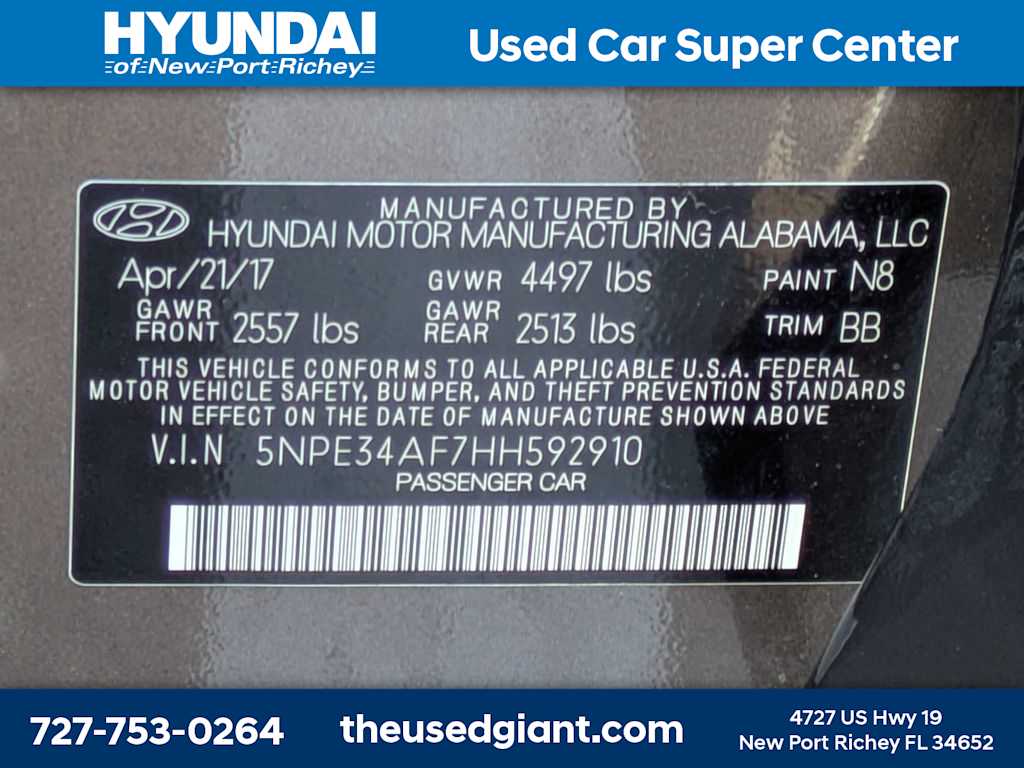 HYUNDAI
of New Port Richey
Used Car Super Center
MANUFACTURED BY
HYUNDAI MOTOR MANUFACTURING ALABAMA, LLC
Apr/21/17 GVWR 4497 lbs PAINT N8
GAWR FRONT 2557 lbs GAWR REAR 2513 lbs TRIM BB
THIS VEHICLE CONFORMS TO ALL APPLICABLE U.S.A. FEDERAL
MOTOR VEHICLE SAFETY, BUMPER, AND THEFT PREVENTION STANDARDS
IN EFFECT ON THE DATE OF MANUFACTURE SHOWN ABOVE
V.I.N 5NPE34AF7HH592910
PASSENGER CAR
727-753-0264
theusedgiant.com
4727 US Hwy 19
New Port Richey FL 34652